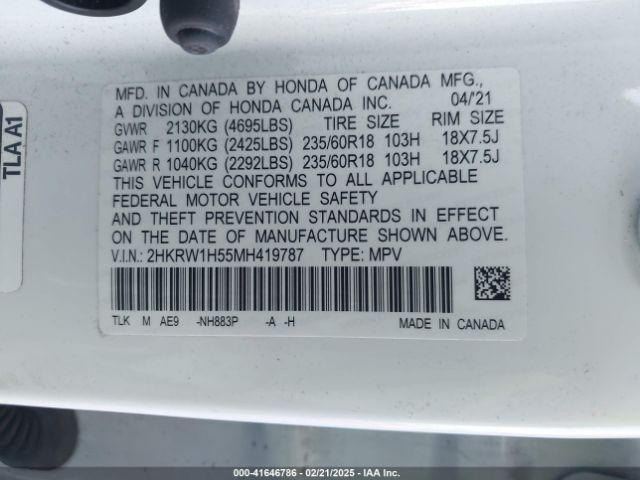 MFD. IN CANADA BY HONDA OF CANADA MFG.,
A DIVISION OF HONDA CANADA INC. 04/'21
GVWR 2130KG (4695LBS) TIRE SIZE RIM SIZE
GAWR F 1100KG (2425LBS) 235/60R18 103H 18X7.5J
GAWR R 1040KG (2292LBS) 235/60R18 103H 18X7.5J
THIS VEHICLE CONFORMS TO ALL APPLICABLE
FEDERAL MOTOR VEHICLE SAFETY
AND THEFT PREVENTION STANDARDS IN EFFECT
ON THE DATE OF MANUFACTURE SHOWN ABOVE.
V.I.N.: 2HKRW1H55MH419787 TYPE: MPV
TLK M AE9 -NH883P -A -H MADE IN CANADA
TLA A1
000-41646786 - 02/21/2025 - IAA Inc.